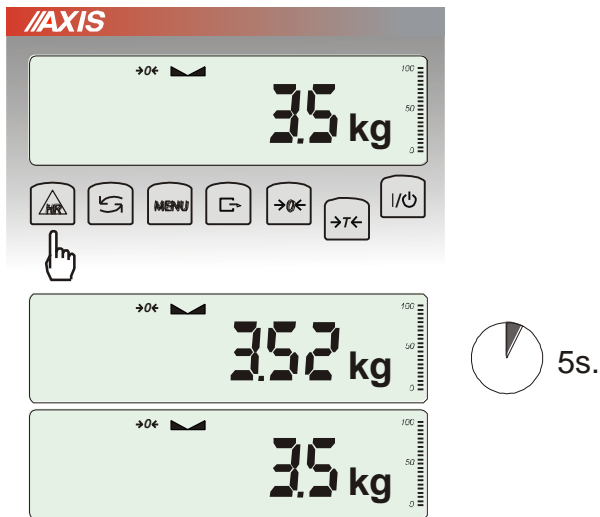 //AXIS
→0← 100
3.5 kg 50
0
HR MENU →0← →T← I/⏻
→0← 100
3.52 kg 50
0
5s.
→0← 100
3.5 kg 50
0